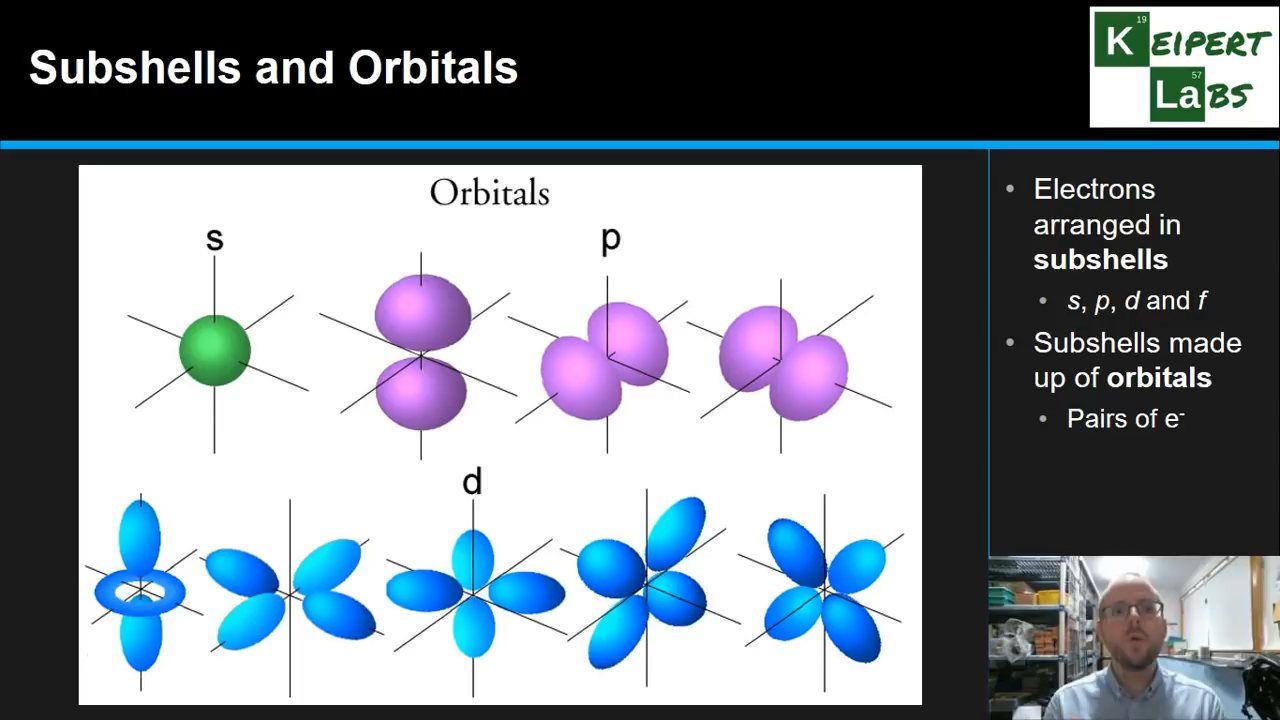 Subshells and Orbitals
19
K EIPERT
57
La BS
Orbitals
s
p
d
• Electrons
arranged in
subshells
• s, p, d and f
• Subshells made
up of orbitals
• Pairs of e⁻